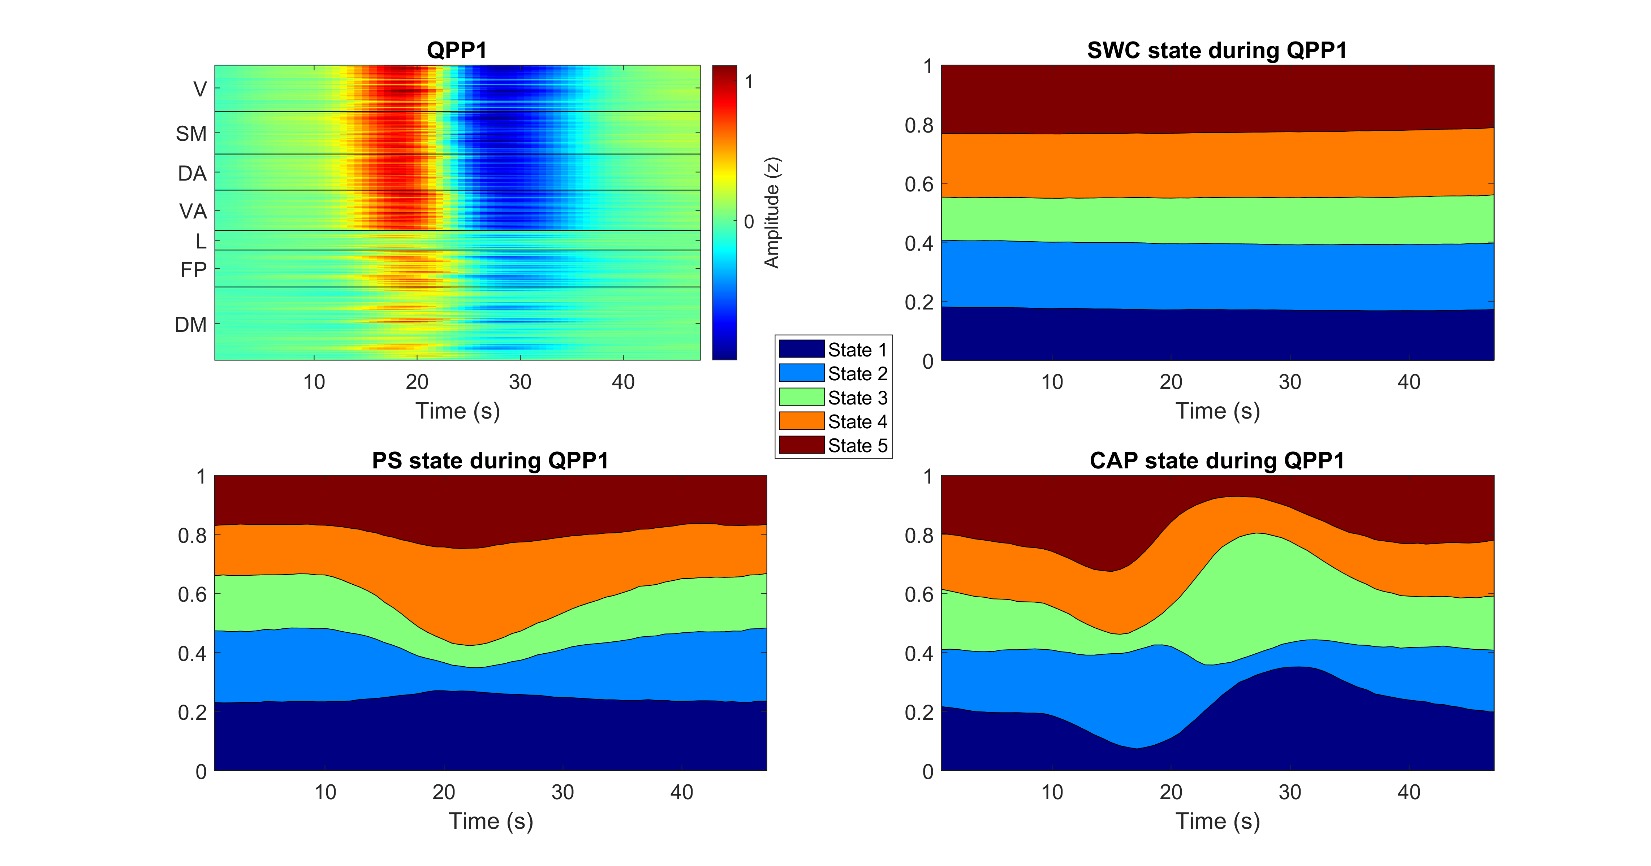 QPP1
V
SM
DA
VA
L
FP
DM
10 20 30 40
Time (s)
1
0
Amplitude (z)
SWC state during QPP1
1
0.8
0.6
0.4
0.2
0
10 20 30 40
Time (s)
State 1
State 2
State 3
State 4
State 5
PS state during QPP1
1
0.8
0.6
0.4
0.2
0
10 20 30 40
Time (s)
CAP state during QPP1
1
0.8
0.6
0.4
0.2
0
10 20 30 40
Time (s)